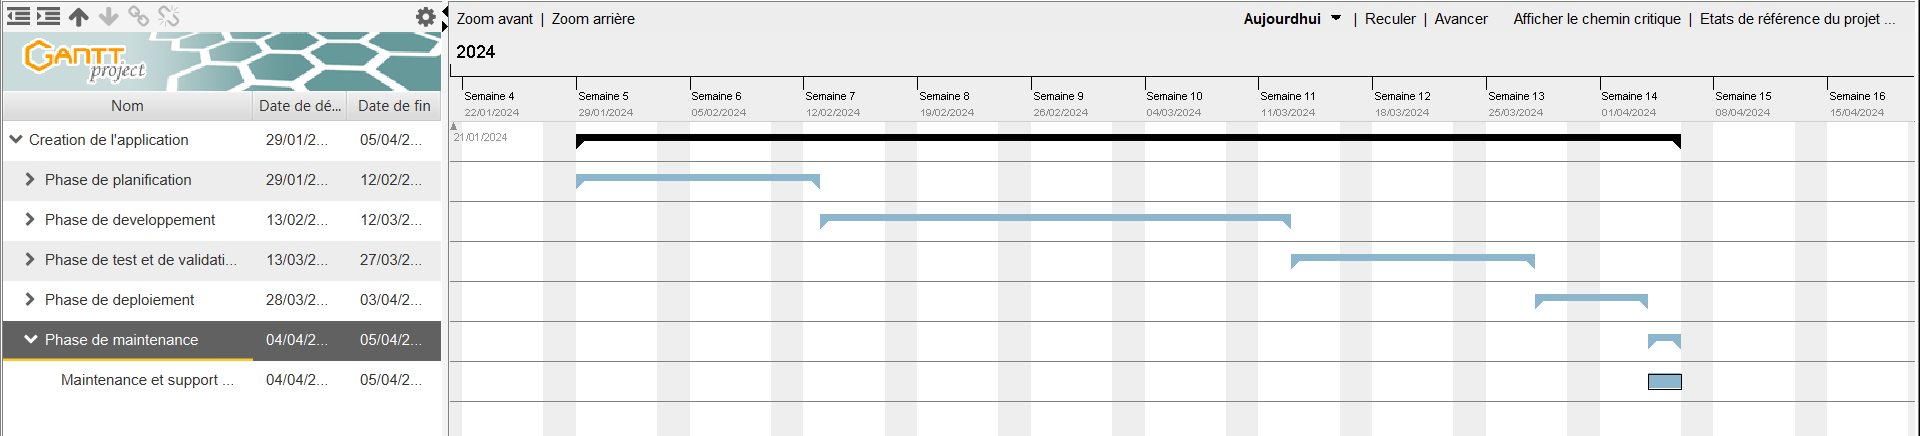 Zoom avant | Zoom arrière
Aujourdhui | Reculer | Avancer Afficher le chemin critique | Etats de référence du projet ...
2024
GANTT
project
Nom Date de dé... Date de fin
Semaine 4 Semaine 5 Semaine 6 Semaine 7 Semaine 8 Semaine 9 Semaine 10 Semaine 11 Semaine 12 Semaine 13 Semaine 14 Semaine 15 Semaine 16
22/01/2024 29/01/2024 05/02/2024 12/02/2024 19/02/2024 26/02/2024 04/03/2024 11/03/2024 18/03/2024 25/03/2024 01/04/2024 08/04/2024 15/04/2024
21/01/2024
Creation de l'application 29/01/2... 05/04/2...
Phase de planification 29/01/2... 12/02/2...
Phase de developpement 13/02/2... 12/03/2...
Phase de test et de validati... 13/03/2... 27/03/2...
Phase de deploiement 28/03/2... 03/04/2...
Phase de maintenance 04/04/2... 05/04/2...
Maintenance et support ... 04/04/2... 05/04/2...